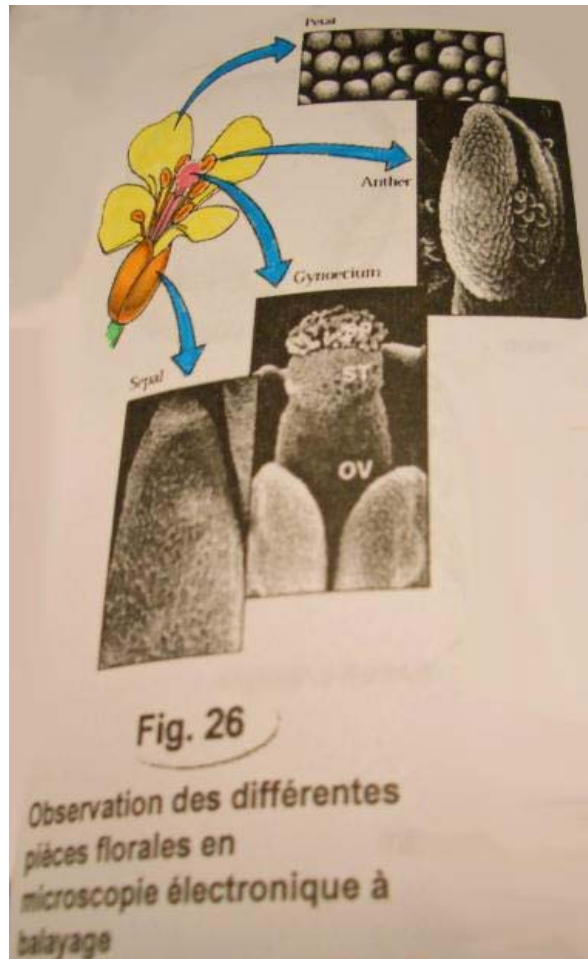 Petal
Anther
Gynoecium
Sepal
ST
OV
Fig. 26
Observation des différentes
pièces florales en
microscopie électronique à
balayage